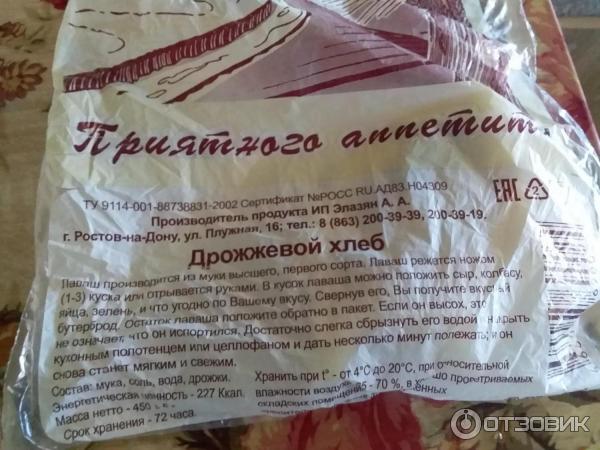 Приятного аппетит
ТУ 9114-001-88738831-2002 Сертификат №РОСС RU.АД83.Н04309
EAC
Производитель продукта ИП Элазян А. А.
г. Ростов-на-Дону, ул. Плужная, 16; тел.: 8 (863) 200-39-39, 200-39-19.
Дрожжевой хлеб
Лаваш производится из муки высшего, первого сорта. Лаваш режется ножом
(1-3) куска или отрывается руками. В кусок лаваша можно положить сыр, колбасу,
яйца, зелень, и что угодно по Вашему вкусу. Свернув его, Вы получите вкусный
бутерброд. Остаток лаваша положите обратно в пакет. Если он высох, это
не означает, что он испортился. Достаточно слегка сбрызнуть его водой и накрыть
кухонным полотенцем или целлофаном и дать несколько минут полежать, и он
снова станет мягким и свежим.
Состав: мука, соль, вода, дрожжи.
Энергетическая ценность - 227 Ккал.
Масса нетто - 450
Срок хранения - 72 часа.
Хранить при t° - от 4°С до 20°С, при относительной
влажности воздуха - 70 %, в проветриваемых
складских помещениях
ОТЗОВИК